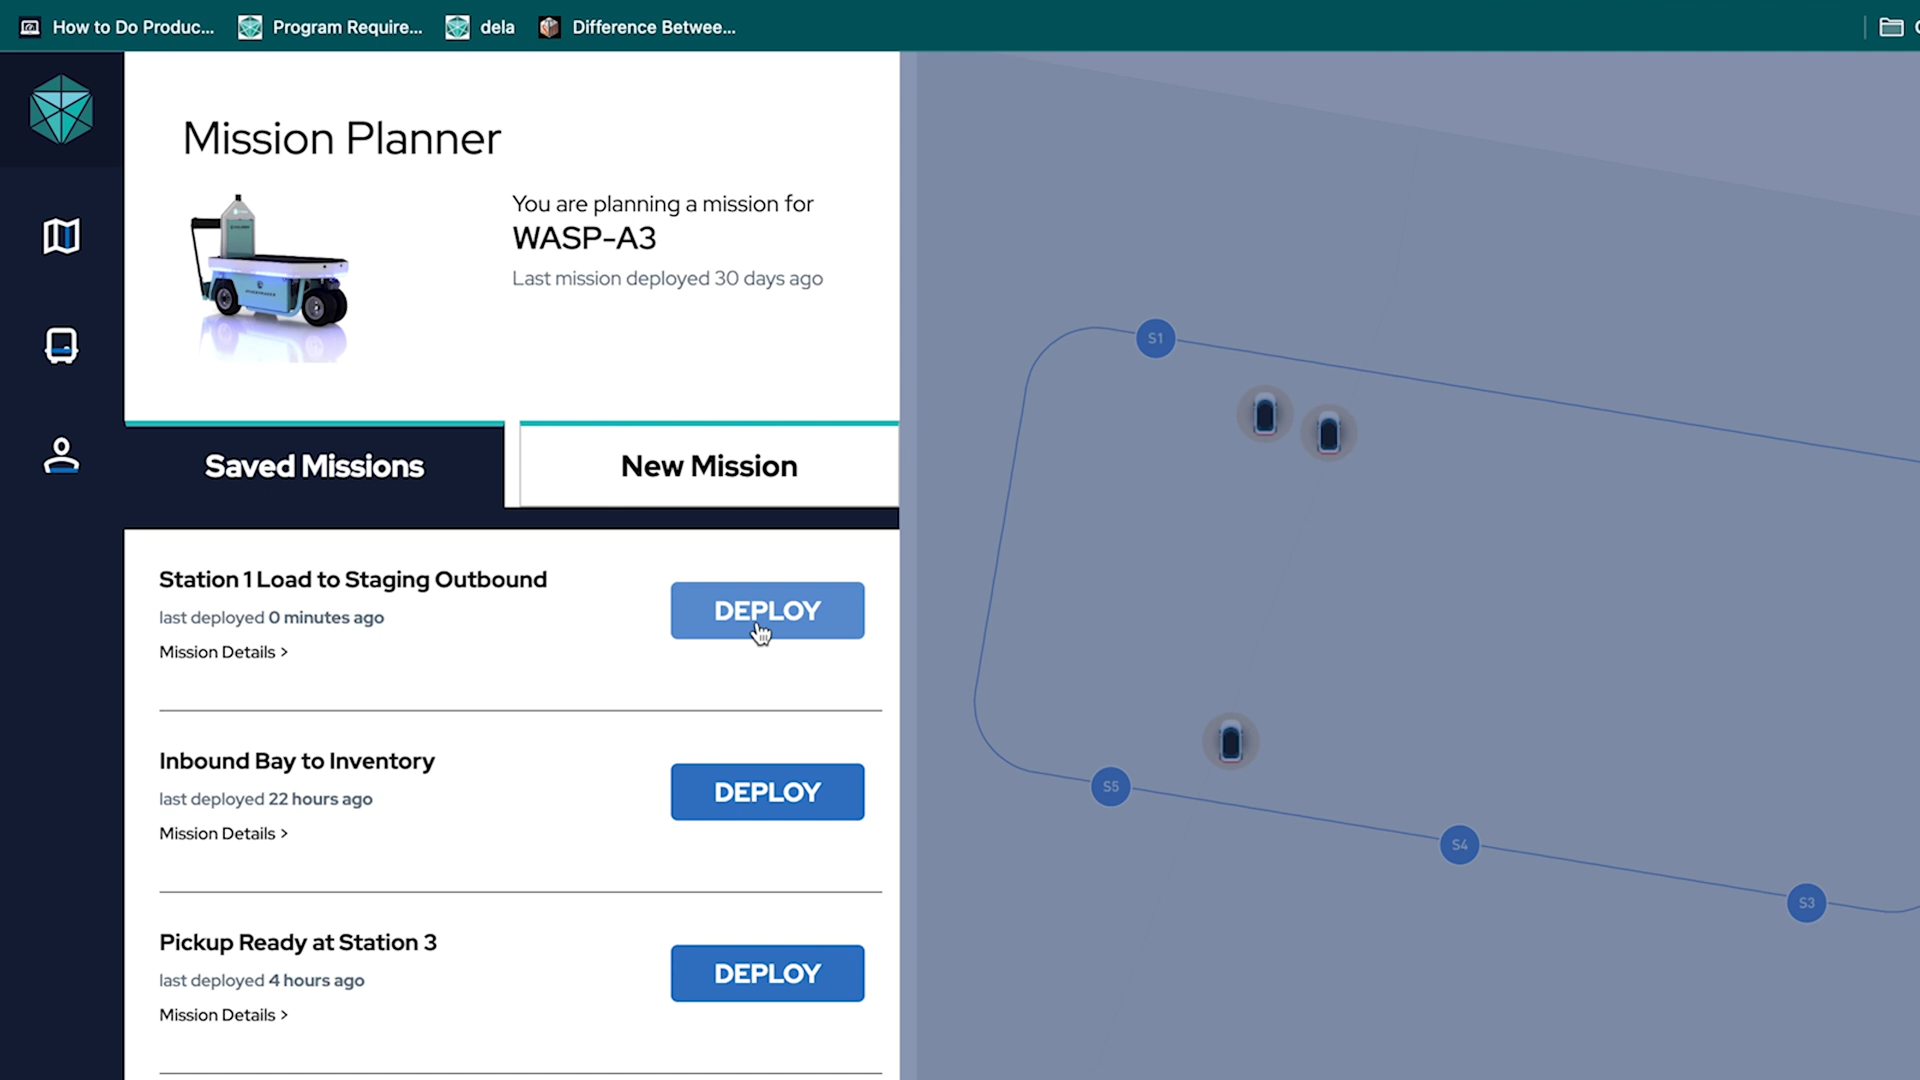 How to Do Produc...
Program Require...
dela
Difference Betwee...
Mission Planner
You are planning a mission for
WASP-A3
Last mission deployed 30 days ago
Saved Missions
New Mission
Station 1 Load to Staging Outbound
last deployed 0 minutes ago
Mission Details >
DEPLOY
Inbound Bay to Inventory
last deployed 22 hours ago
Mission Details >
DEPLOY
Pickup Ready at Station 3
last deployed 4 hours ago
Mission Details >
DEPLOY
S1
S5
S4
S3